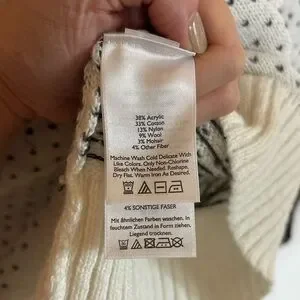 38% Acrylic
33% Cotton
13% Nylon
9% Wool
3% Mohair
4% Other Fiber
Machine Wash Cold Delicate With
Like Colors. Only Non-Chlorine
Bleach When Needed. Reshape,
Dry Flat. Warm Iron As Desired.
4% SONSTIGE FASER
Mit ähnlichen Farben waschen. in
feuchtem Zustand in Form ziehen.
Liegend trocknen.